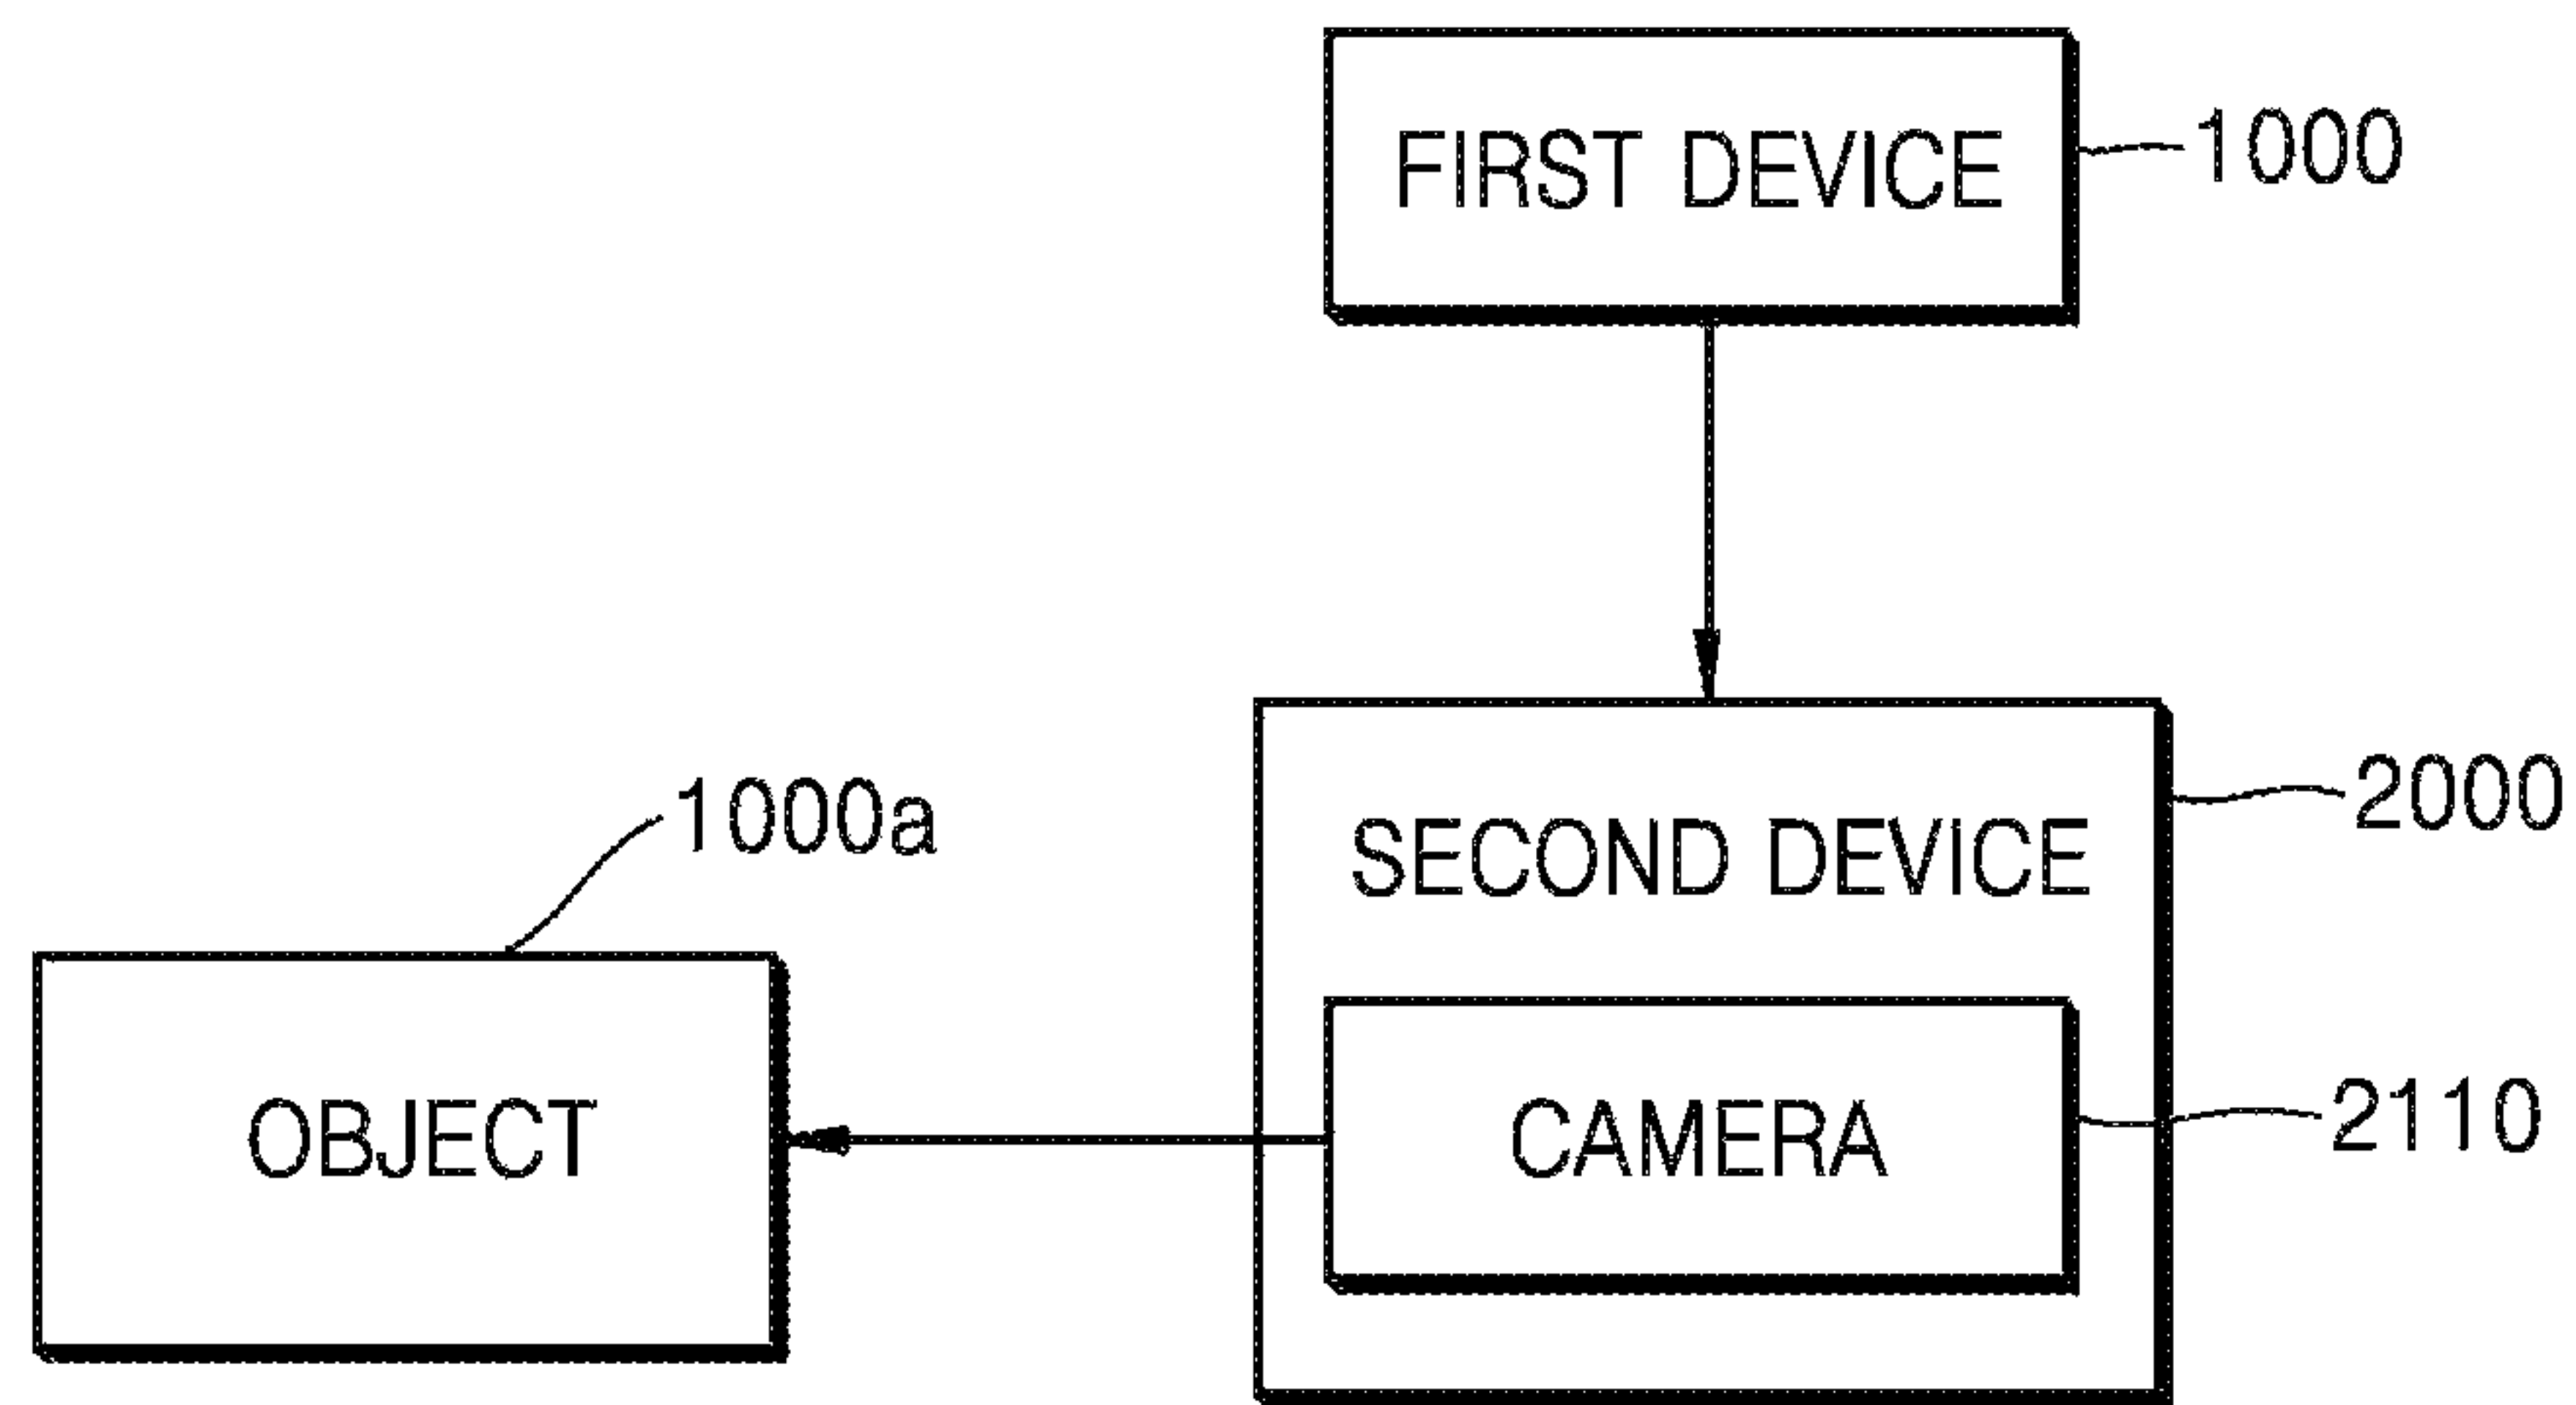 FIRST DEVICE
1000
1000a
2000
SECOND DEVICE
OBJECT
CAMERA
2110